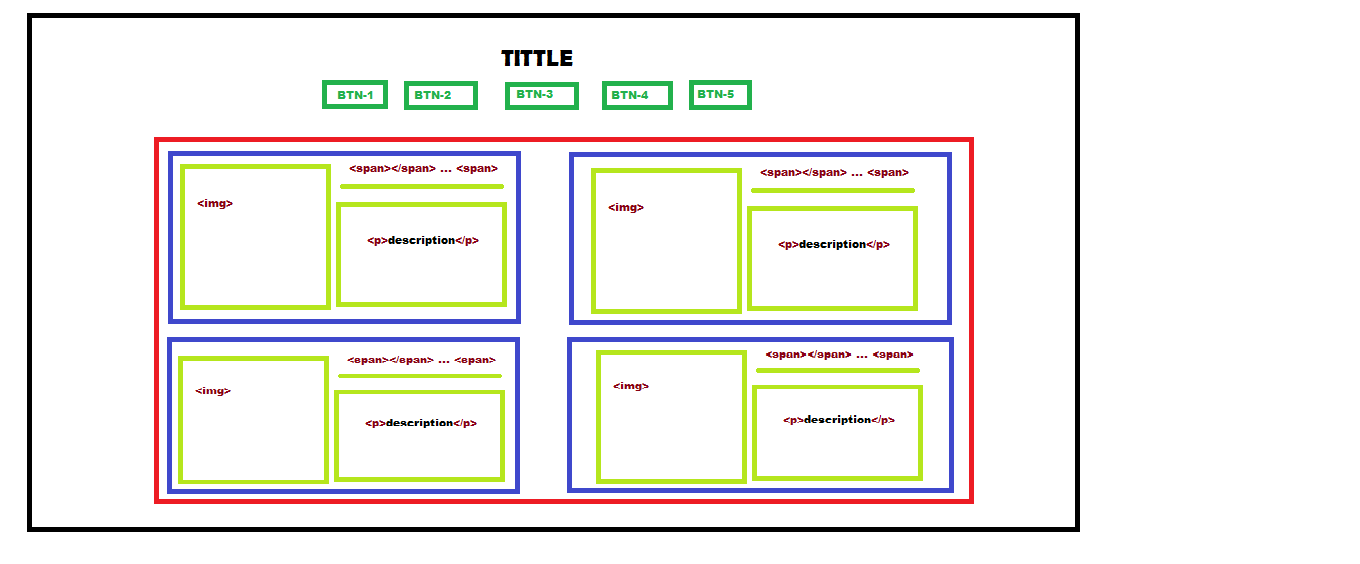 TITTLE
BTN-1 BTN-2 BTN-3 BTN-4 BTN-5
<span></span> ... <span>
<img>
<p>description</p>
<span></span> ... <span>
<img>
<p>description</p>
<span></span> ... <span>
<img>
<p>description</p>
<span></span> ... <span>
<img>
<p>description</p>